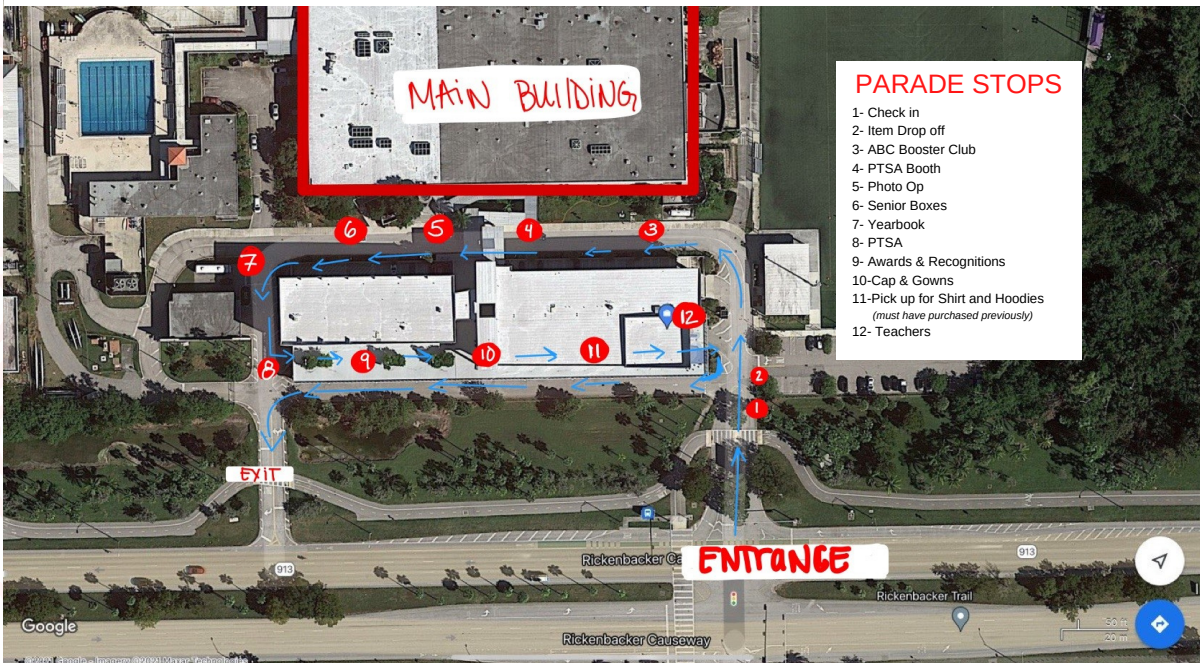 MAIN BUILDING
PARADE STOPS
1- Check in
2- Item Drop off
3- ABC Booster Club
4- PTSA Booth
5- Photo Op
6- Senior Boxes
7- Yearbook
8- PTSA
9- Awards & Recognitions
10-Cap & Gowns
11-Pick up for Shirt and Hoodies
(must have purchased previously)
12- Teachers
6
5
4
3
7
12
8
9
10
11
2
1
EXIT
ENTRANCE
Rickenbacker Ca
913
913
Rickenbacker Trail
Rickenbacker Causeway
Google
50 ft
20 m